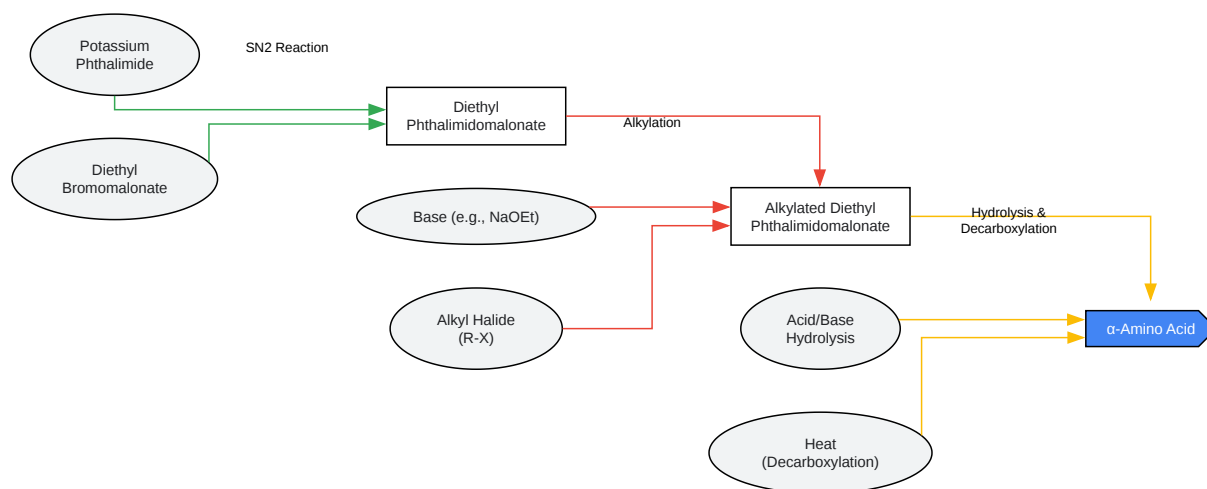 Potassium
Phthalimide
SN2 Reaction
Diethyl
Phthalimidomalonate
Alkylation
Diethyl
Bromomalonate
Base (e.g., NaOEt)
Alkylated Diethyl
Phthalimidomalonate
Hydrolysis &
Decarboxylation
Alkyl Halide
(R-X)
Acid/Base
Hydrolysis
α-Amino Acid
Heat
(Decarboxylation)